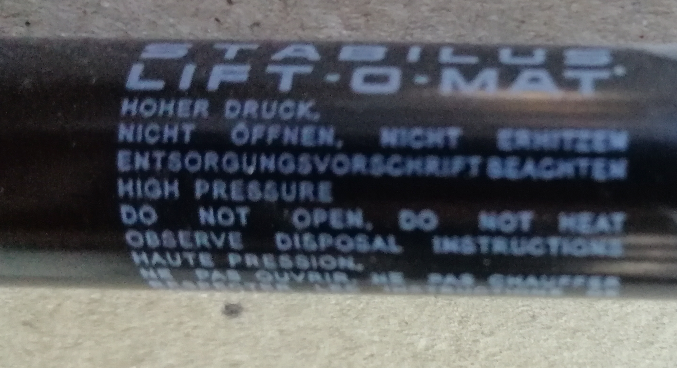 STABILUS
LIFT-O-MAT
HOHER DRUCK.
NICHT ÖFFNEN. NICHT ERHITZEN
ENTSORGUNGSVORSCHRIFT BEACHTEN
HIGH PRESSURE
DO NOT OPEN. DO NOT HEAT
OBSERVE DISPOSAL INSTRUCTIONS
HAUTE PRESSION.
NE PAS OUVRIR. NE PAS CHAUFFER